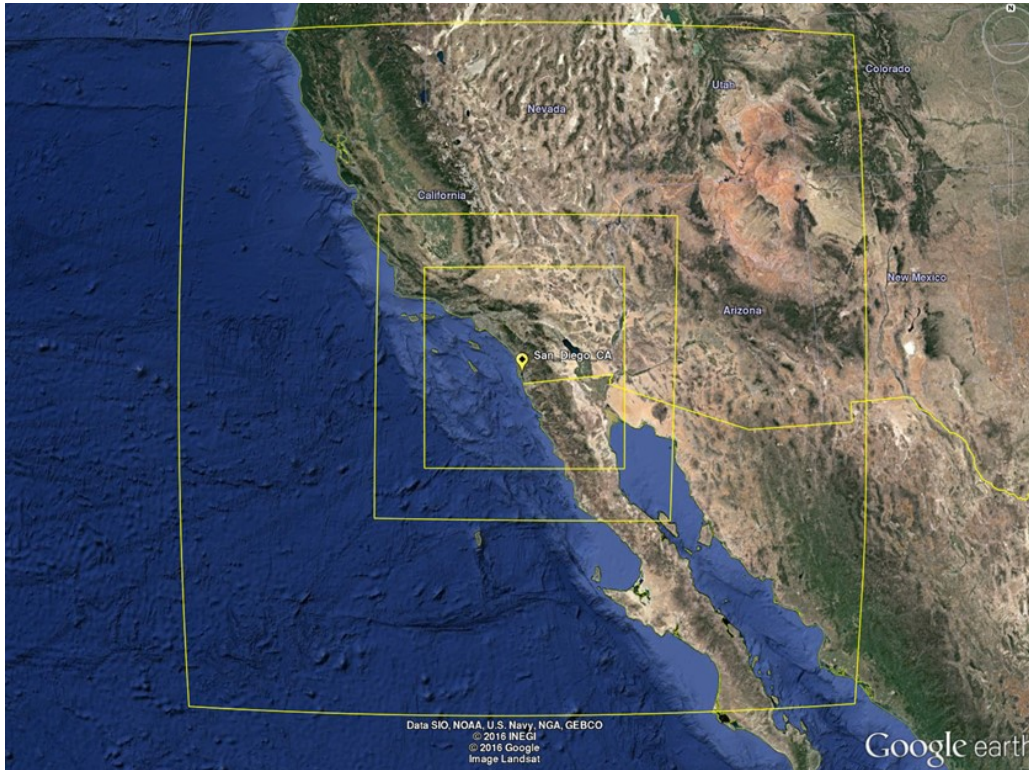 N
Utah
Colorado
Nevada
California
New Mexico
Arizona
San Diego CA
Data SIO, NOAA, U.S. Navy, NGA, GEBCO
© 2016 INEGI
© 2016 Google
Image Landsat
Google earth